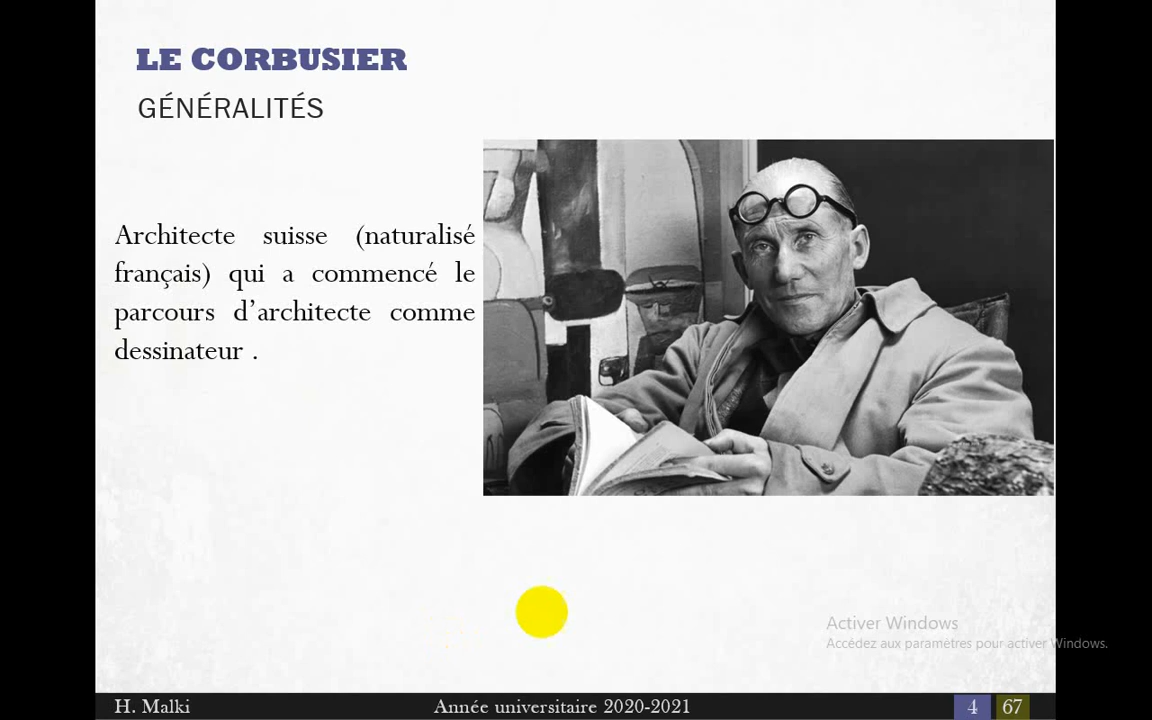 LE CORBUSIER
GÉNÉRALITÉS
Architecte suisse (naturalisé
français) qui a commencé le
parcours d’architecte comme
dessinateur .
Activer Windows
Accédez aux paramètres pour activer Windows.
H. Malki
Année universitaire 2020-2021
4
67